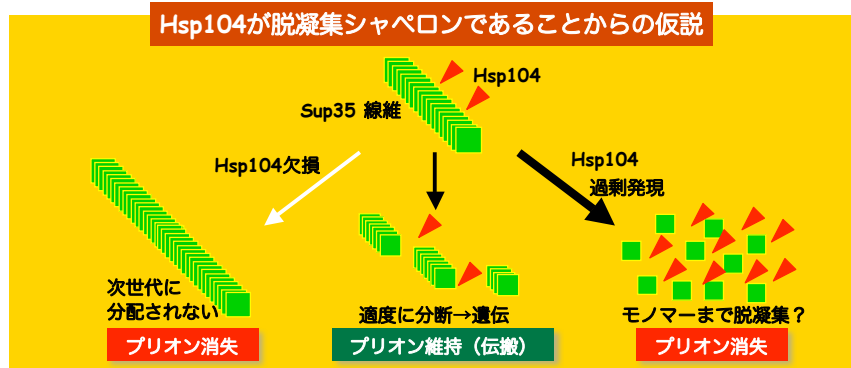 Hsp104が脱凝集シャペロンであることからの仮説
Hsp104
Sup35 線維
Hsp104欠損
Hsp104
過剰発現
次世代に
分配されない
適度に分断→遺伝
モノマーまで脱凝集？
プリオン消失
プリオン維持（伝搬）
プリオン消失